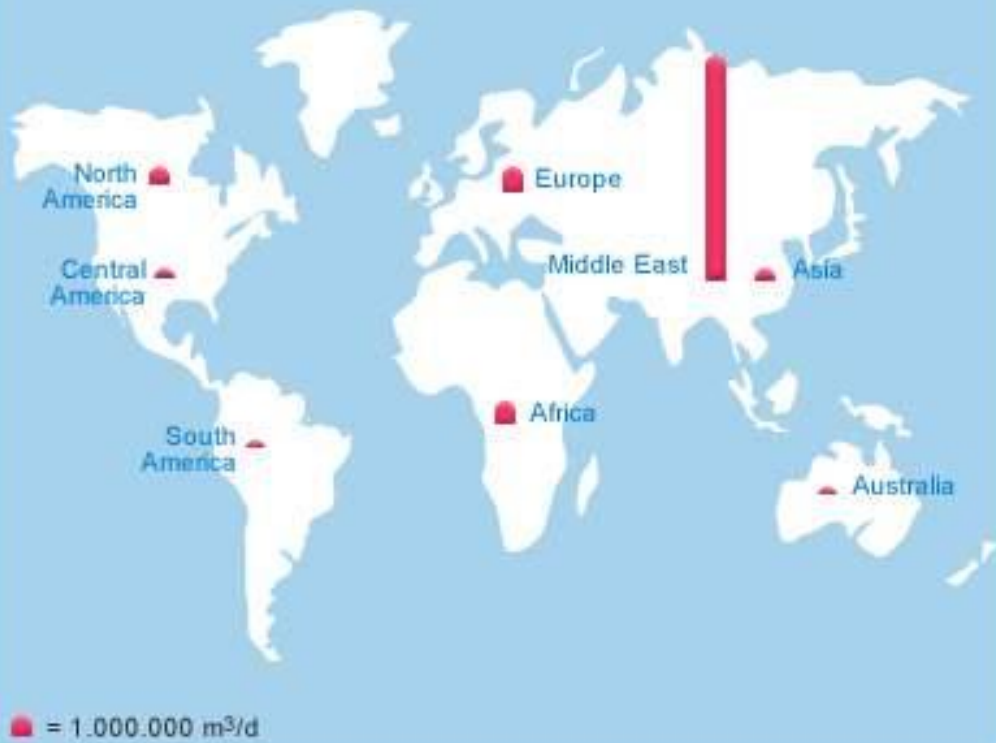 North
America
Europe
Middle East
Asia
Central
America
Africa
South
America
Australia
= 1.000.000 m³/d